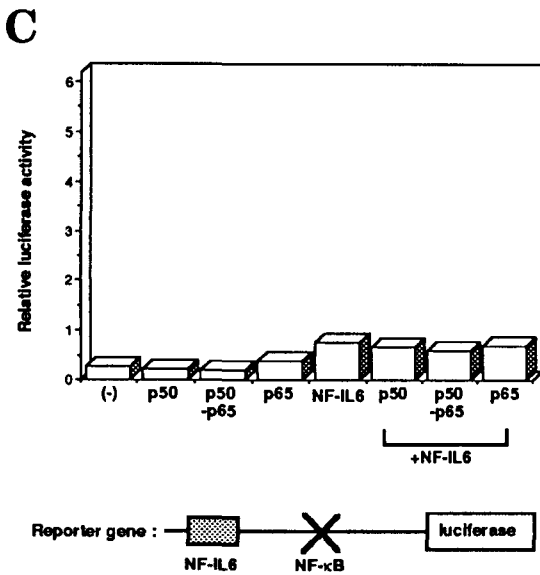 C
Relative luciferase activity
6
5
4
3
2
1
0
(-) p50 p50 p65 NF-IL6 p50 p50 p65
-p65 -p65
+NF-IL6
Reporter gene : luciferase
NF-IL6 NF-κB